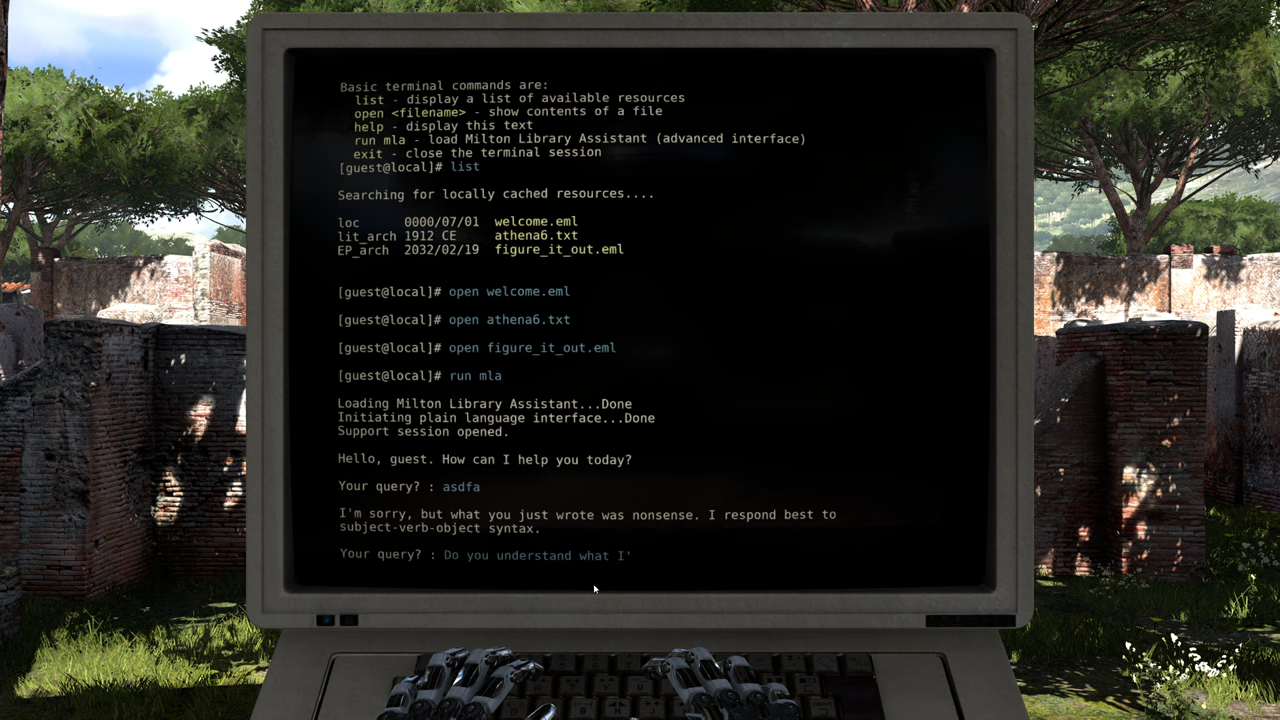 Basic terminal commands are:
list - display a list of available resources
open <filename> - show contents of a file
help - display this text
run mla - load Milton Library Assistant (advanced interface)
exit - close the terminal session
[guest@local]# list
Searching for locally cached resources....
loc 0000/07/01 welcome.eml
lit_arch 1912 CE athena6.txt
EP_arch 2032/02/19 figure_it_out.eml
[guest@local]# open welcome.eml
[guest@local]# open athena6.txt
[guest@local]# open figure_it_out.eml
[guest@local]# run mla
Loading Milton Library Assistant...Done
Initiating plain language interface...Done
Support session opened.
Hello, guest. How can I help you today?
Your query? : asdfa
I'm sorry, but what you just wrote was nonsense. I respond best to
subject-verb-object syntax.
Your query? : Do you understand what I'